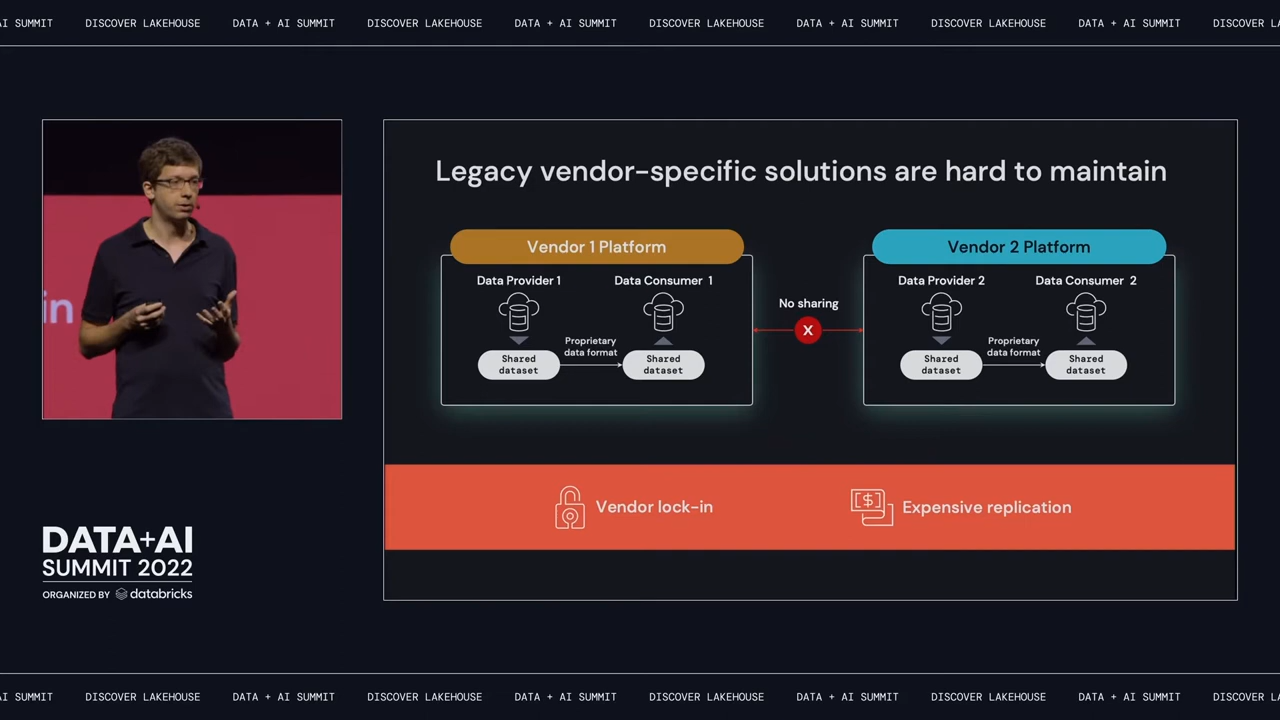 AI SUMMIT DISCOVER LAKEHOUSE DATA + AI SUMMIT DISCOVER LAKEHOUSE DATA + AI SUMMIT DISCOVER LAKEHOUSE DATA + AI SUMMIT DISCOVER LAKEHOUSE DATA + AI SUMMIT DISCOVER
in
DATA+AI
SUMMIT 2022
ORGANIZED BY databricks
Legacy vendor-specific solutions are hard to maintain
Vendor 1 Platform
Data Provider 1 Data Consumer 1
Proprietary
data format
Shared
dataset
Shared
dataset
No sharing
X
Vendor 2 Platform
Data Provider 2 Data Consumer 2
Proprietary
data format
Shared
dataset
Shared
dataset
Vendor lock-in
[$] Expensive replication
AI SUMMIT DISCOVER LAKEHOUSE DATA + AI SUMMIT DISCOVER LAKEHOUSE DATA + AI SUMMIT DISCOVER LAKEHOUSE DATA + AI SUMMIT DISCOVER LAKEHOUSE DATA + AI SUMMIT DISCOVER